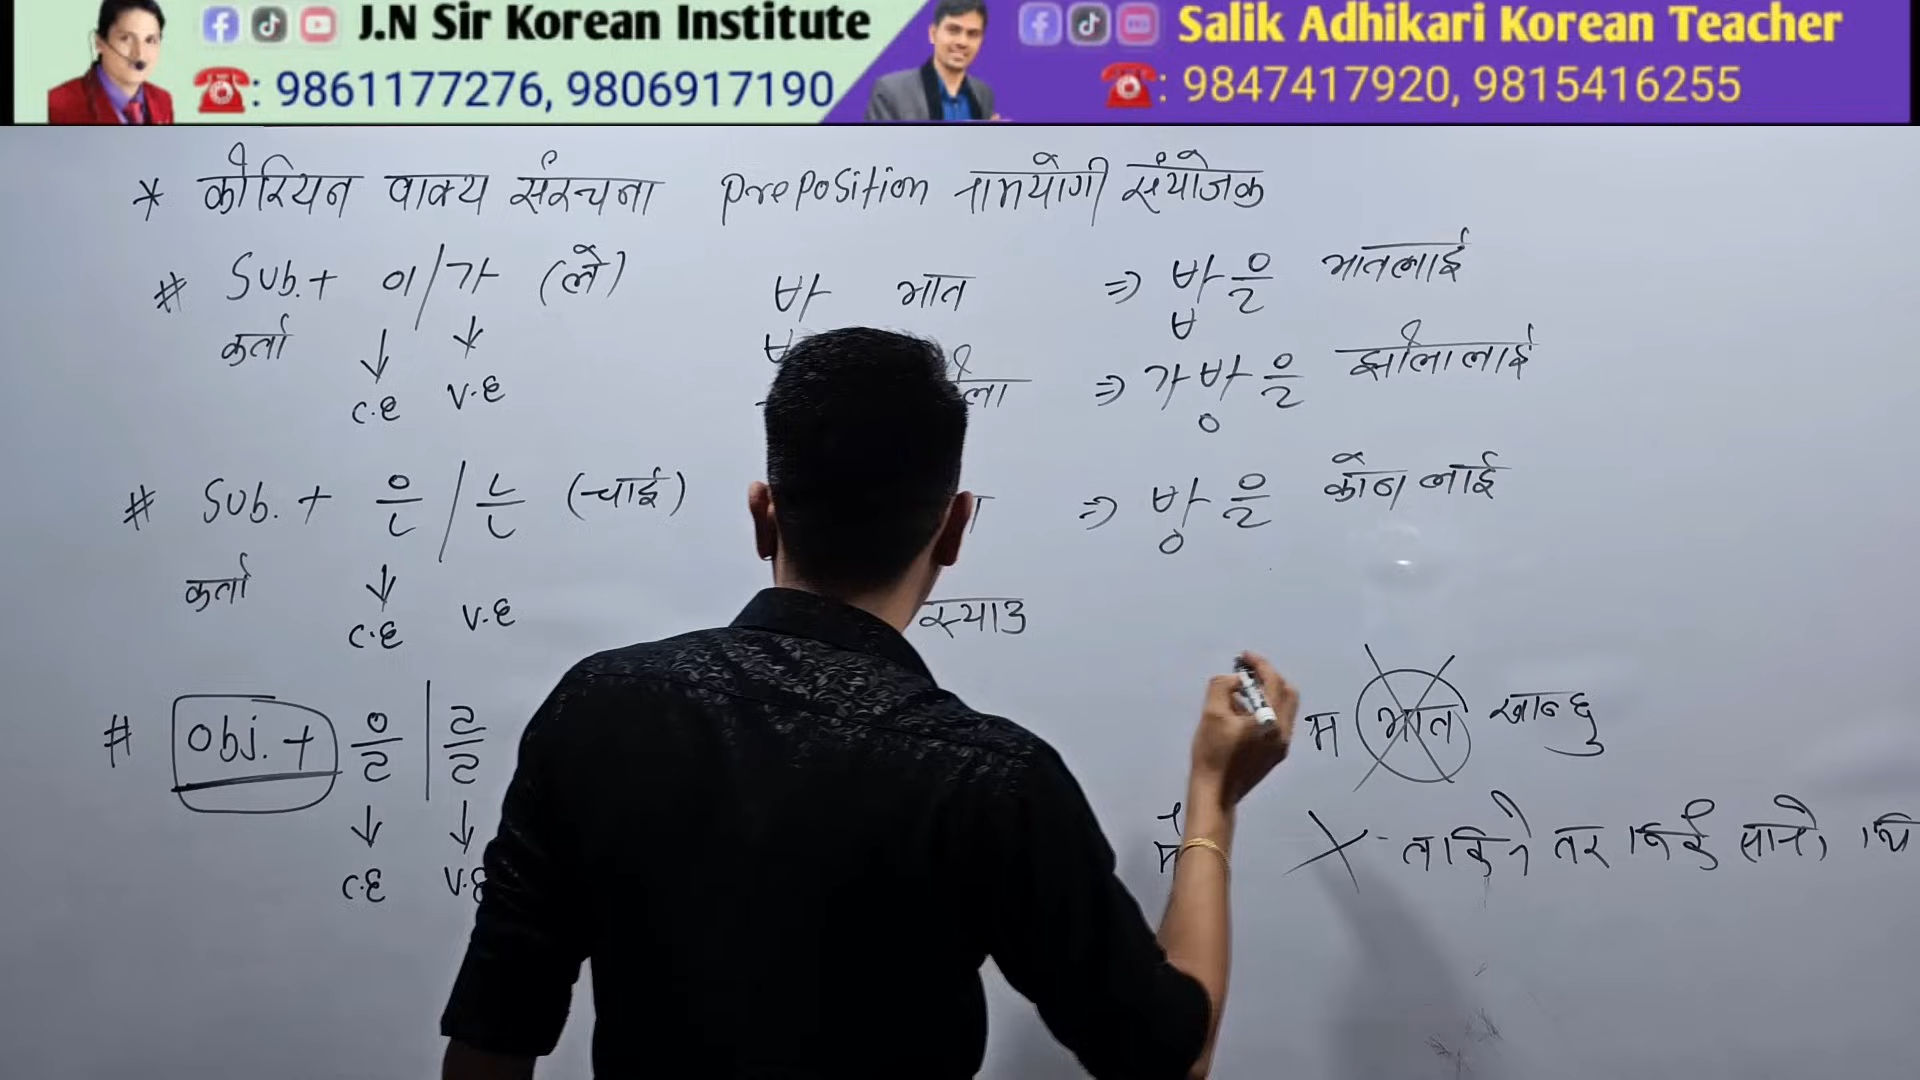 J.N Sir Korean Institute
: 9861177276, 9806917190
Salik Adhikari Korean Teacher
: 9847417920, 9815416255
* कोरियन वाक्य संरचना preposition नामयोगी संयोजक
# Sub. + 이/가 (ले)
कर्ता
C.E V.E
# Sub. + 은/는 (चाई)
कर्ता
C.E V.E
# Obj. + 을/를
C.E V.E
भात ⇒ 밥을 भातलाई
ला ⇒ 가방을 झोलालाई
⇒ 방을 कोठालाई
स्याउ
म भात खान्छु
तर